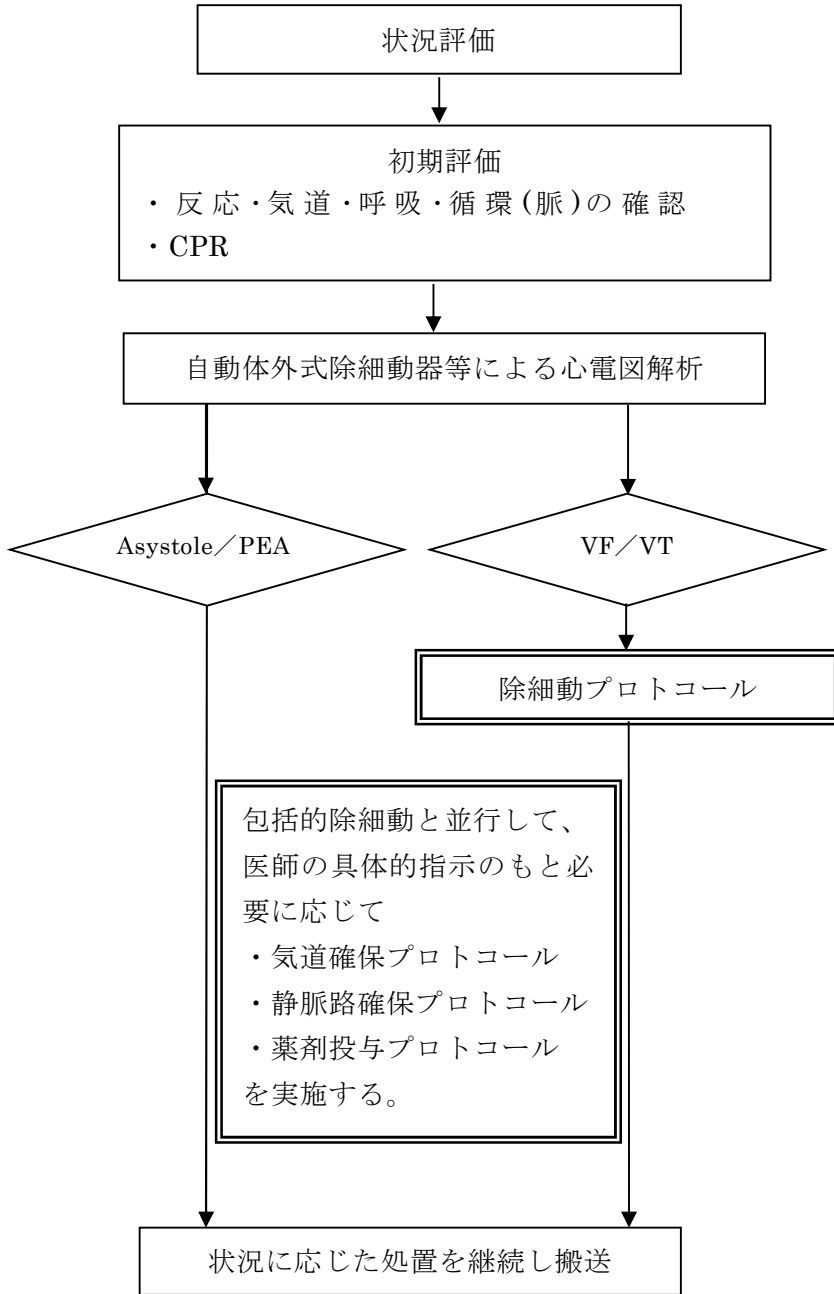 状況評価
初期評価
・反応・気道・呼吸・循環(脈)の確認
・CPR
自動体外式除細動器等による心電図解析
Asystole／PEA
VF／VT
除細動プロトコール
包括的除細動と並行して、
医師の具体的指示のもと必
要に応じて
・気道確保プロトコール
・静脈路確保プロトコール
・薬剤投与プロトコール
を実施する。
状況に応じた処置を継続し搬送